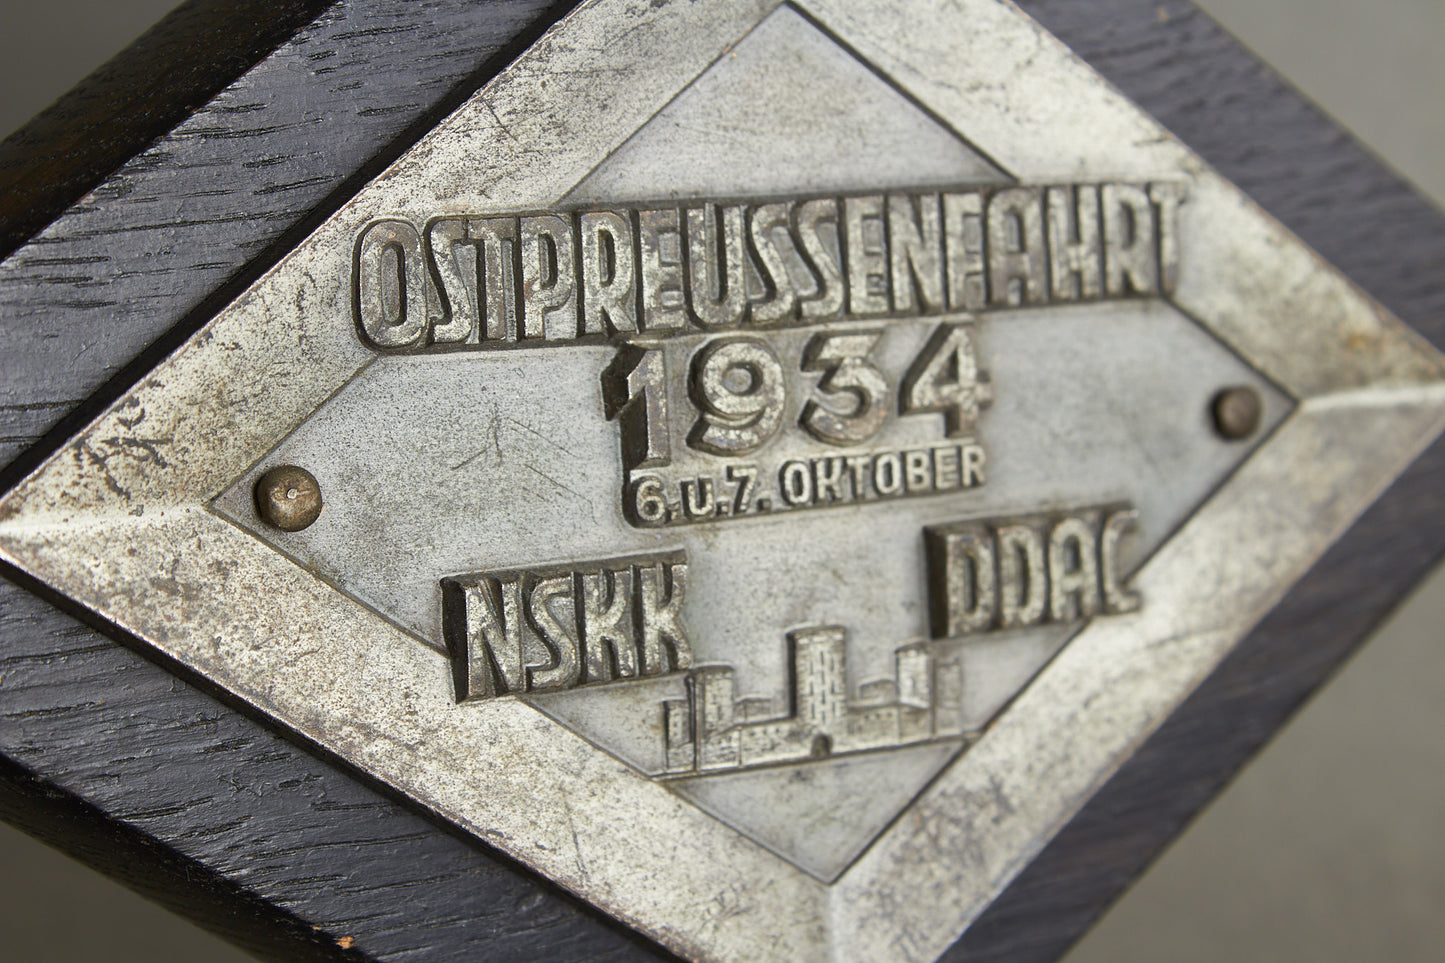 OSTPREUSSENFAHRT
1934
6.u.7. OKTOBER
NSKK DDAC